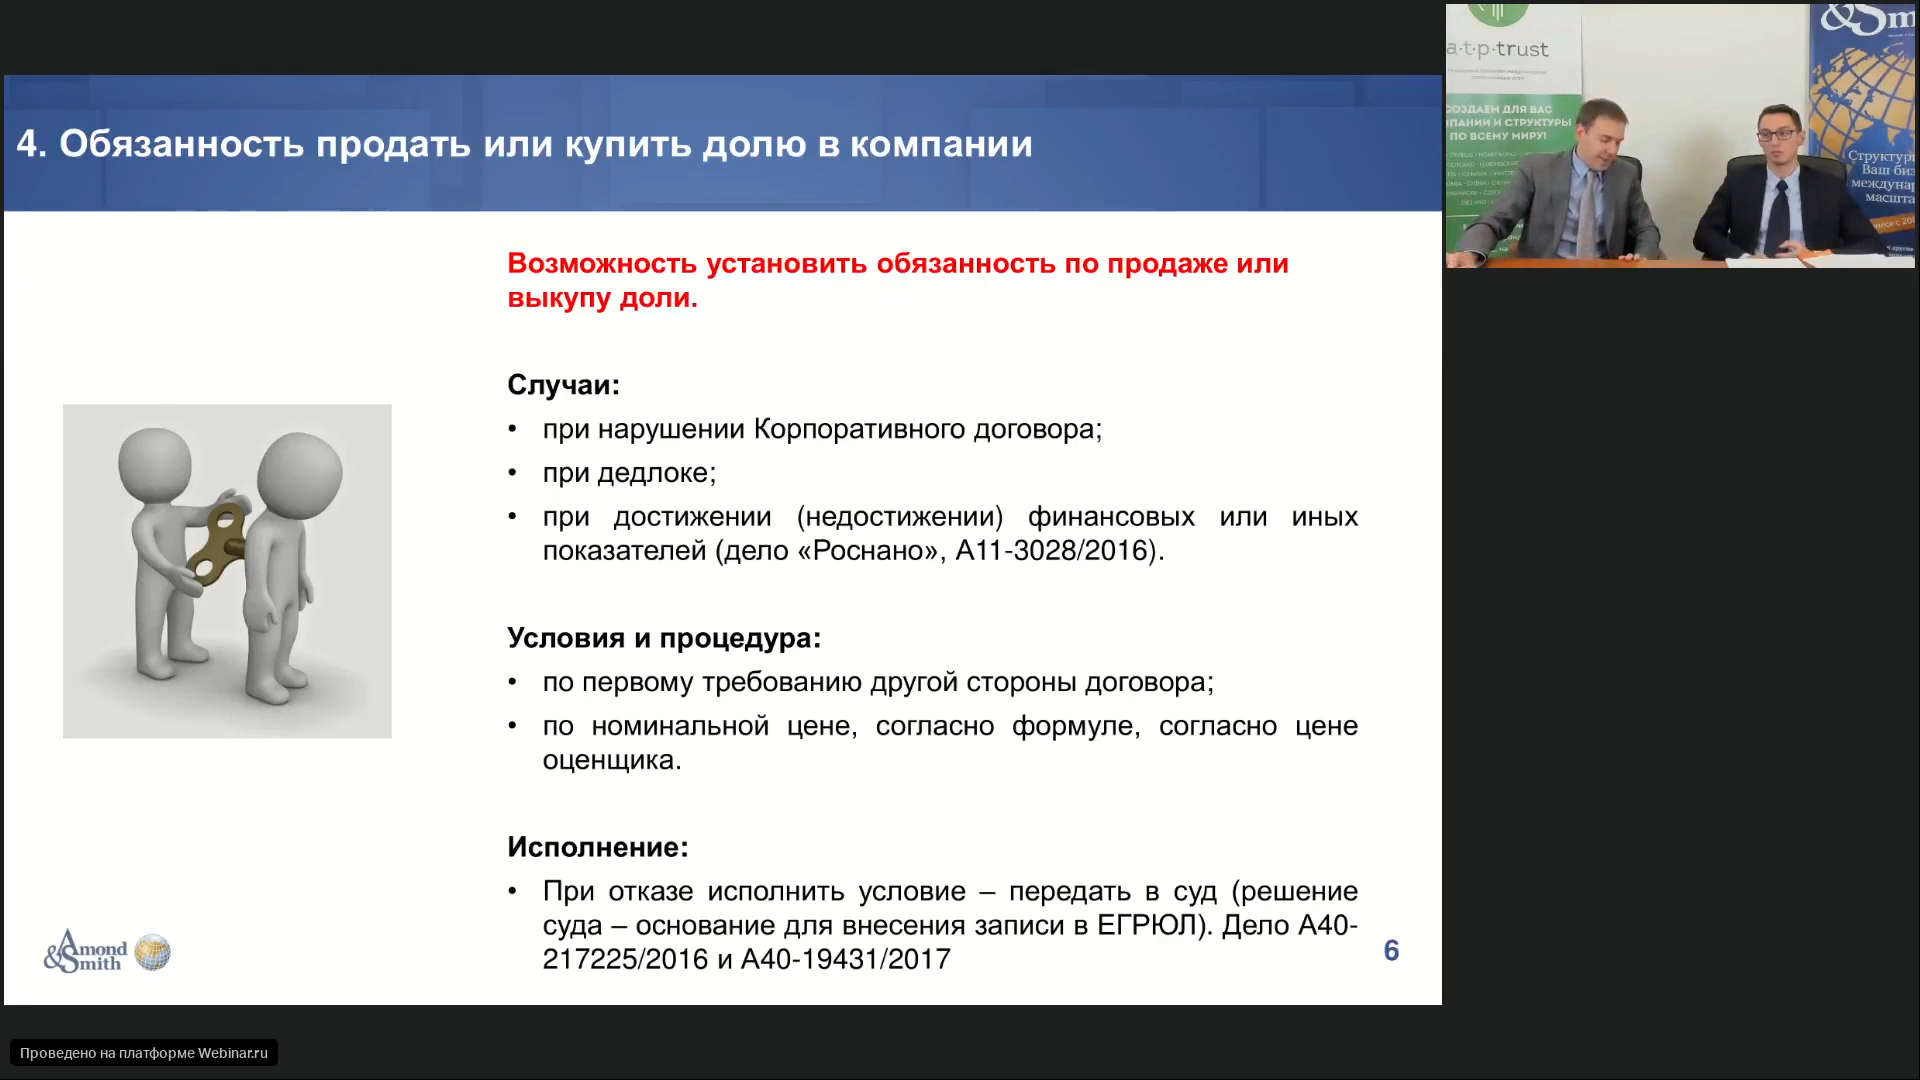 4. Обязанность продать или купить долю в компании
Возможность установить обязанность по продаже или
выкупу доли.
Случаи:
• при нарушении Корпоративного договора;
• при дедлоке;
• при достижении (недостижении) финансовых или иных
показателей (дело «Роснано», А11-3028/2016).
Условия и процедура:
• по первому требованию другой стороны договора;
• по номинальной цене, согласно формуле, согласно цене
оценщика.
Исполнение:
• При отказе исполнить условие – передать в суд (решение
суда – основание для внесения записи в ЕГРЮЛ). Дело А40-
217225/2016 и А40-19431/2017
Amond
&Smith
6
Проведено на платформе Webinar.ru
a·t·p·trust
СОЗДАЕМ ДЛЯ ВАС
ПАНИИ И СТРУКТУРЫ
ПО ВСЕМУ МИРУ!
&Sm
Структури
Ваш биз
междунар
масшта